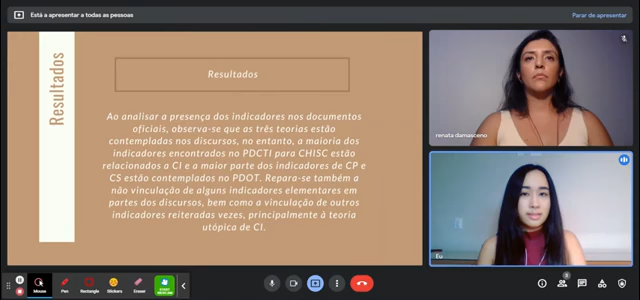 Está a apresentar a todas as pessoas
Parar de apresentar
Resultados
Resultados
Ao analisar a presença dos indicadores nos documentos
oficiais, observa-se que as três teorias estão
contempladas nos discursos, no entanto, a maioria dos
indicadores encontrados no PDCTI para CHISC estão
relacionados a CI e a maior parte dos indicadores de CP e
CS estão contemplados no PDOT. Repara-se também a
não vinculação de alguns indicadores elementares em
partes dos discursos, bem como a vinculação de outros
indicadores reiteradas vezes, principalmente à teoria
utópica de CI.
renata damasceno
Eu
Mouse
Pen
Rectangle
Stickers
Eraser
START
3